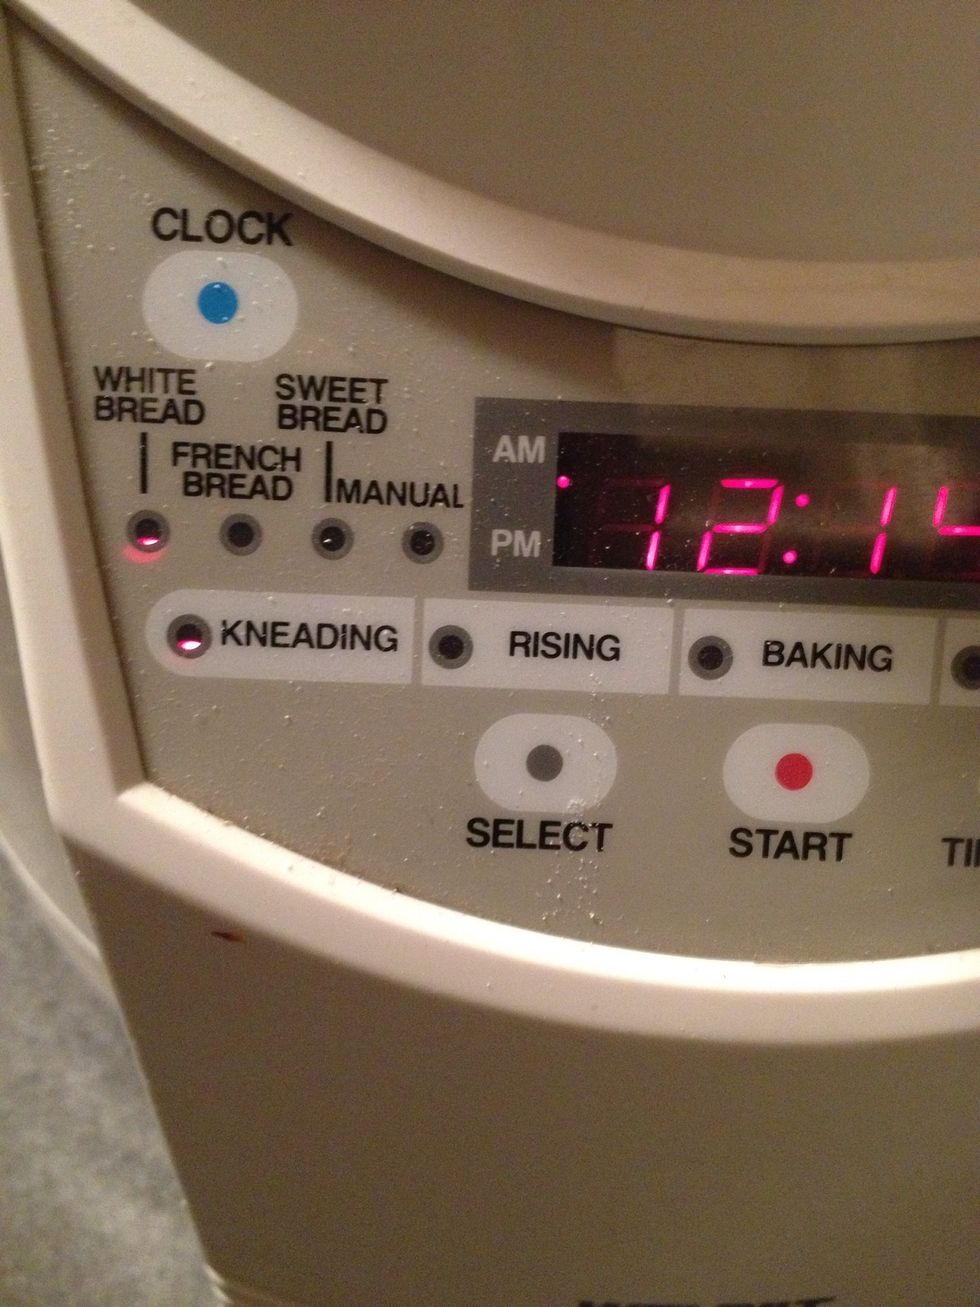 CLOCK
WHITE
BREAD
SWEET
BREAD
FRENCH
BREAD
MANUAL
AM
PM
12:14
KNEADING
RISING
BAKING
SELECT
START